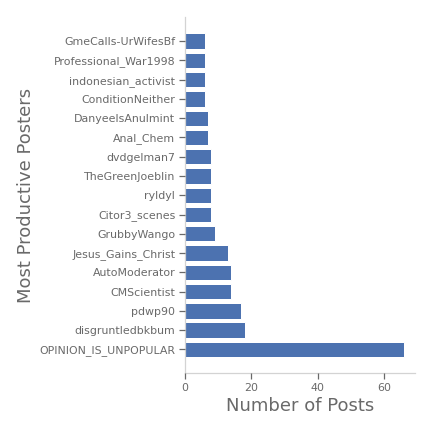 Most Productive Posters
GmeCalls-UrWifesBf
Professional_War1998
indonesian_activist
ConditionNeither
DanyeelsAnulmint
Anal_Chem
dvdgelman7
TheGreenJoeblin
ryldyl
Citor3_scenes
GrubbyWango
Jesus_Gains_Christ
AutoModerator
CMScientist
pdwp90
disgruntledbkbum
OPINION_IS_UNPOPULAR
0 20 40 60
Number of Posts